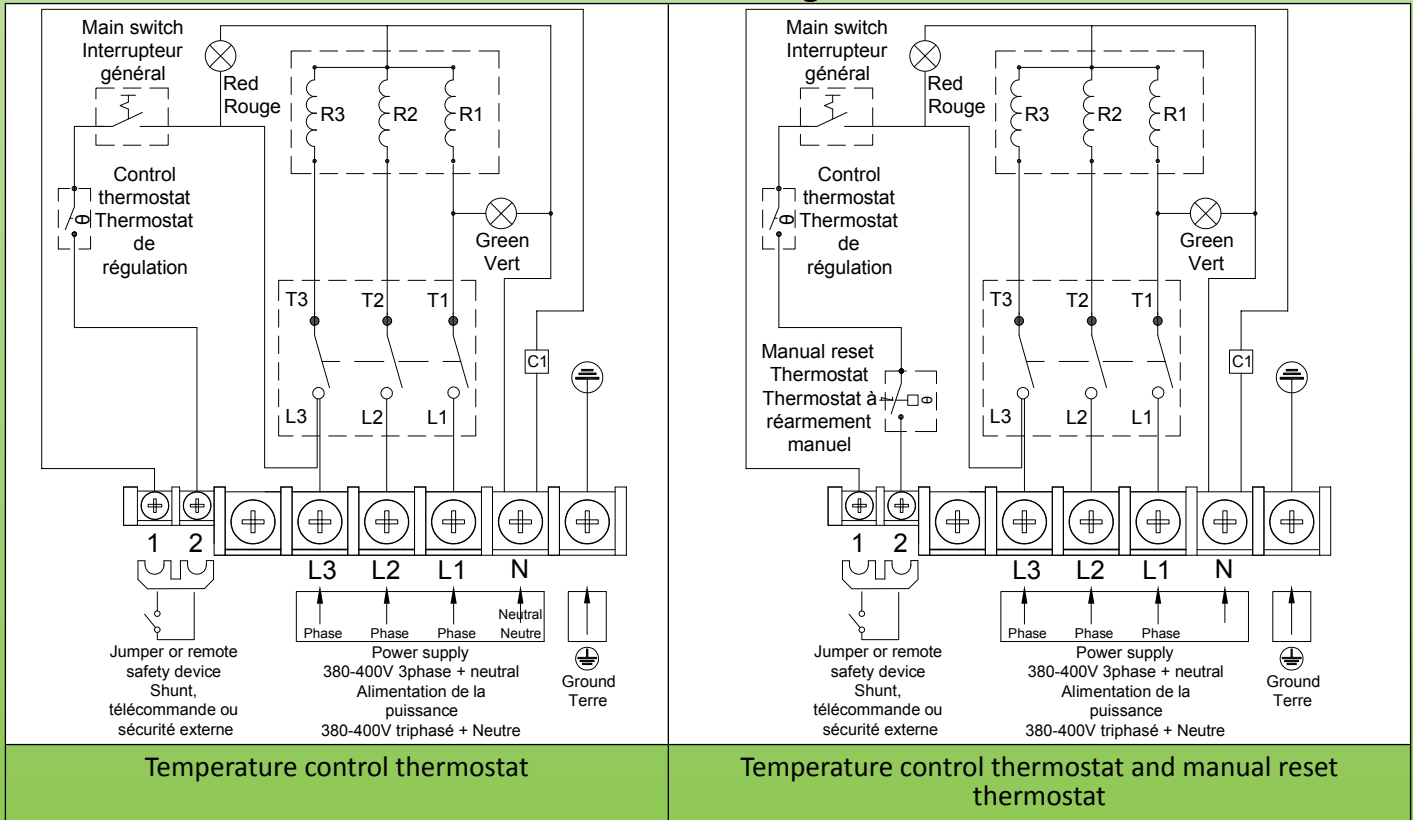 Main switch
Interrupteur
général
Red
Rouge
R3
R2
R1
Control
thermostat
Thermostat
de
régulation
θ
Green
Vert
T3
T2
T1
C1
L3
L2
L1
1
2
L3
L2
L1
N
Phase
Phase
Phase
Neutral
Neutre
Jumper or remote
safety device
Shunt,
télécommande ou
sécurité externe
Power supply
380-400V 3phase + neutral
Alimentation de la
puissance
380-400V triphasé + Neutre
Ground
Terre
Temperature control thermostat
Main switch
Interrupteur
général
Red
Rouge
R3
R2
R1
Control
thermostat
Thermostat
de
régulation
θ
Green
Vert
T3
T2
T1
C1
Manual reset
Thermostat
Thermostat à
réarmement
manuel
θ
L3
L2
L1
1
2
L3
L2
L1
N
Phase
Phase
Phase
Jumper or remote
safety device
Shunt,
télécommande ou
sécurité externe
Power supply
380-400V 3phase + neutral
Alimentation de la
puissance
380-400V triphasé + Neutre
Ground
Terre
Temperature control thermostat and manual reset
thermostat